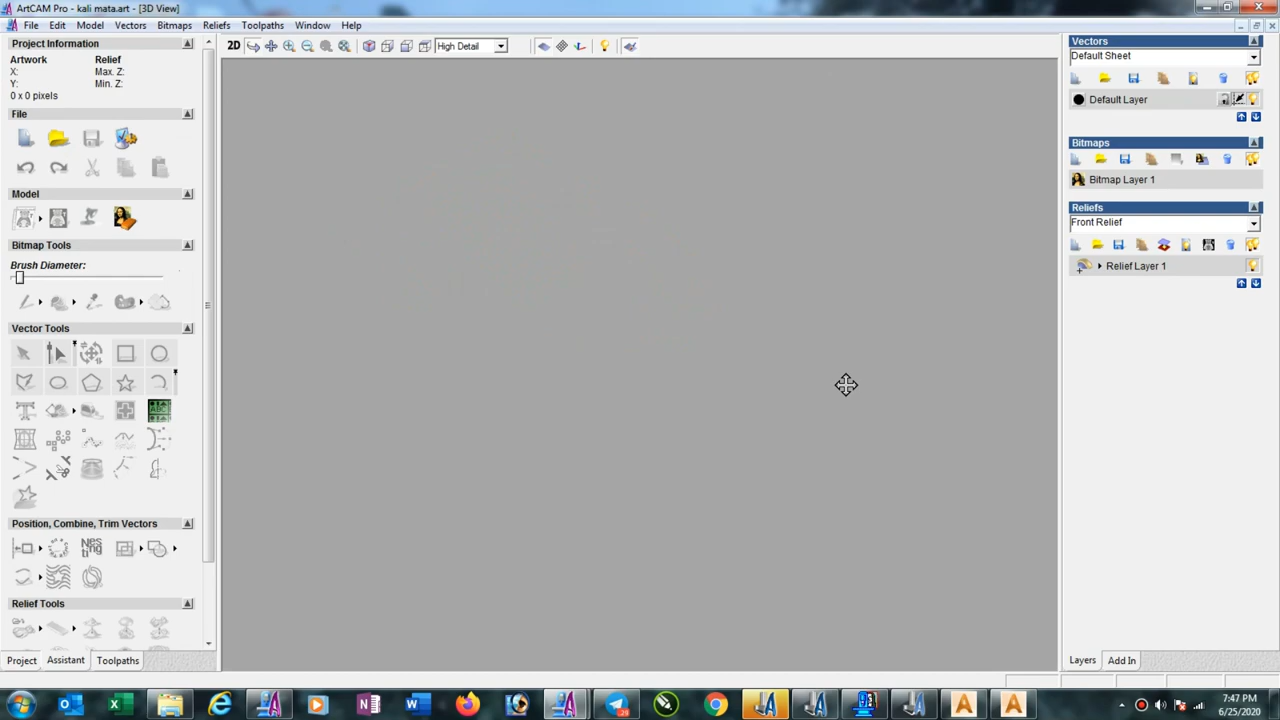 ArtCAM Pro - kali mata.art - [3D View]
File Edit Model Vectors Bitmaps Reliefs Toolpaths Window Help
Project Information
Artwork Relief
X: Max. Z:
Y: Min. Z:
0 x 0 pixels
File
Model
Bitmap Tools
Brush Diameter:
Vector Tools
Position, Combine, Trim Vectors
Relief Tools
Project Assistant Toolpaths
2D High Detail
Vectors
Default Sheet
Default Layer
Bitmaps
Bitmap Layer 1
Reliefs
Front Relief
Relief Layer 1
Layers Add In
7:47 PM
6/25/2020